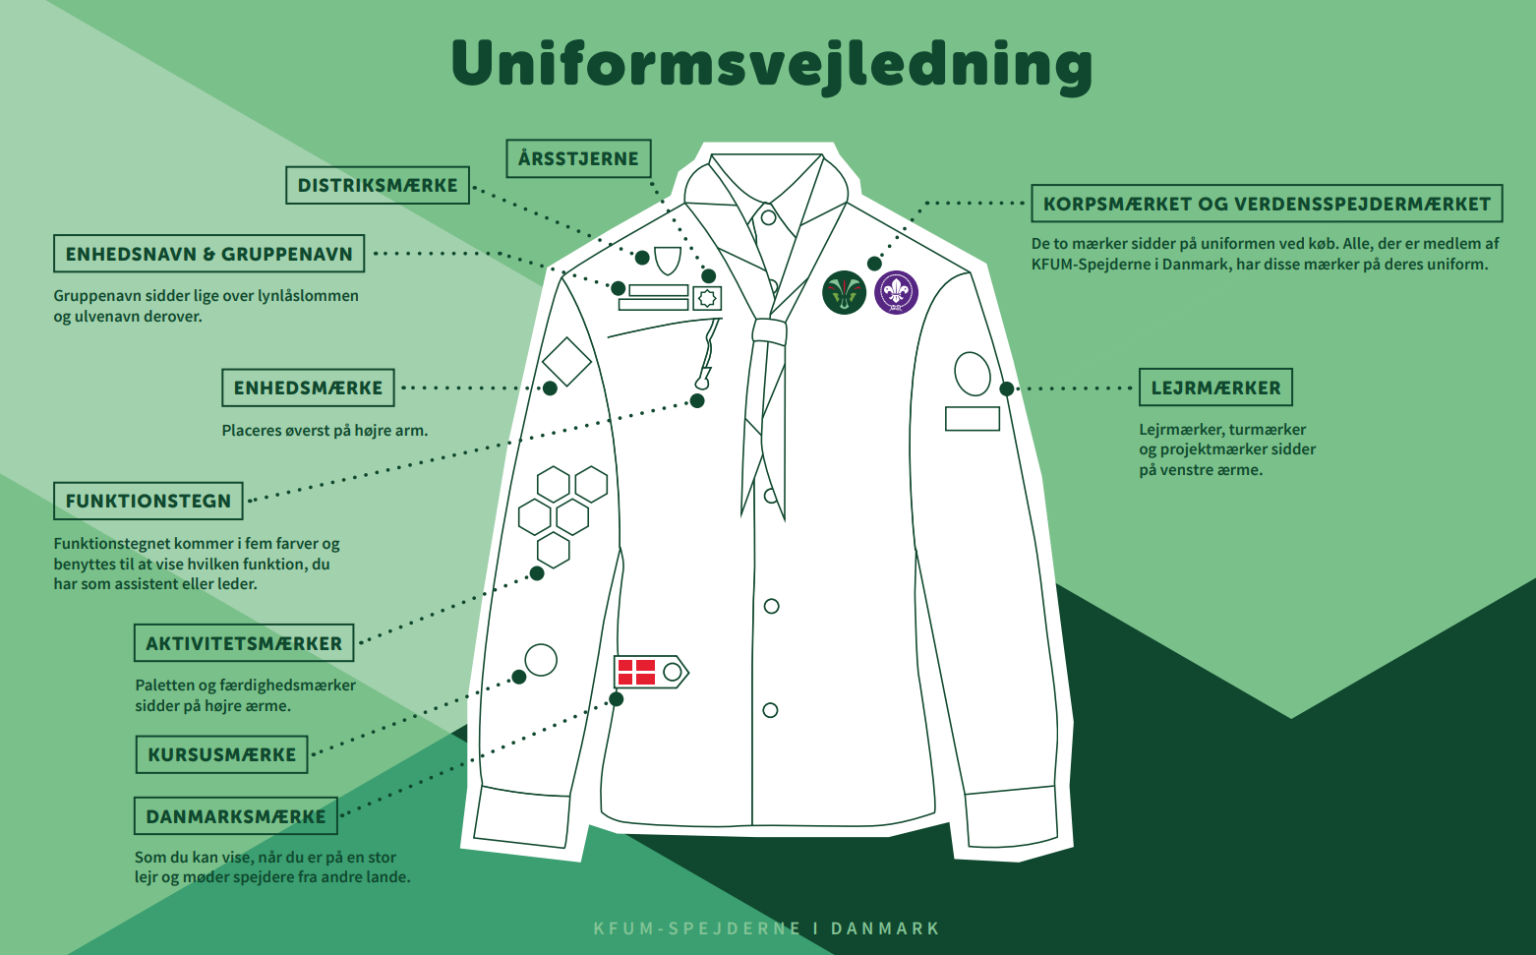 Uniformsvejledning
ÅRSSTJERNE
DISTRIKSMÆRKE
ENHEDSNAVN & GRUPPENAVN
Gruppenavn sidder lige over lynlåslommen
og ulvenavn derover.
ENHEDSMÆRKE
Placeres øverst på højre arm.
FUNKTIONSTEGN
Funktionstegnet kommer i fem farver og
benyttes til at vise hvilken funktion, du
har som assistent eller leder.
AKTIVITETSMÆRKER
Paletten og færdighedsmærker
sidder på højre ærme.
KURSUSMÆRKE
DANMARKSMÆRKE
Som du kan vise, når du er på en stor
lejr og møder spejdere fra andre lande.
KORPSMÆRKET OG VERDENSSPEJDERMÆRKET
De to mærker sidder på uniformen ved køb. Alle, der er medlem af
KFUM-Spejderne i Danmark, har disse mærker på deres uniform.
LEJRMÆRKER
Lejrmærker, turmærker
og projektmærker sidder
på venstre ærme.
KFUM-SPEJDERNE I DANMARK